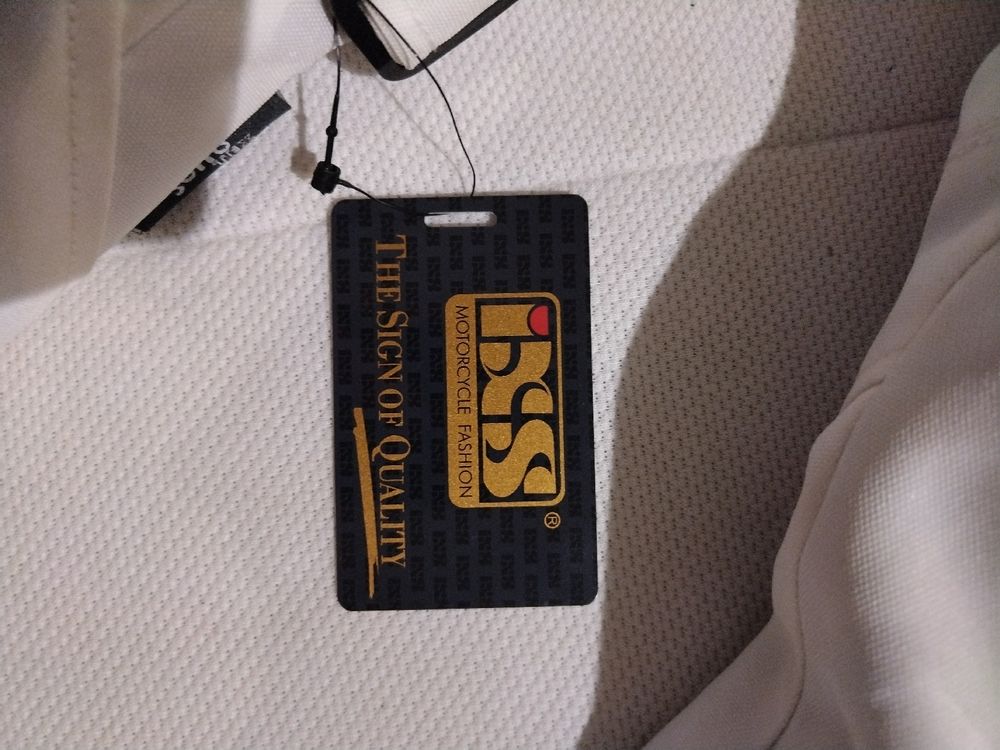 iXS
MOTORCYCLE FASHION
®
THE SIGN OF QUALITY